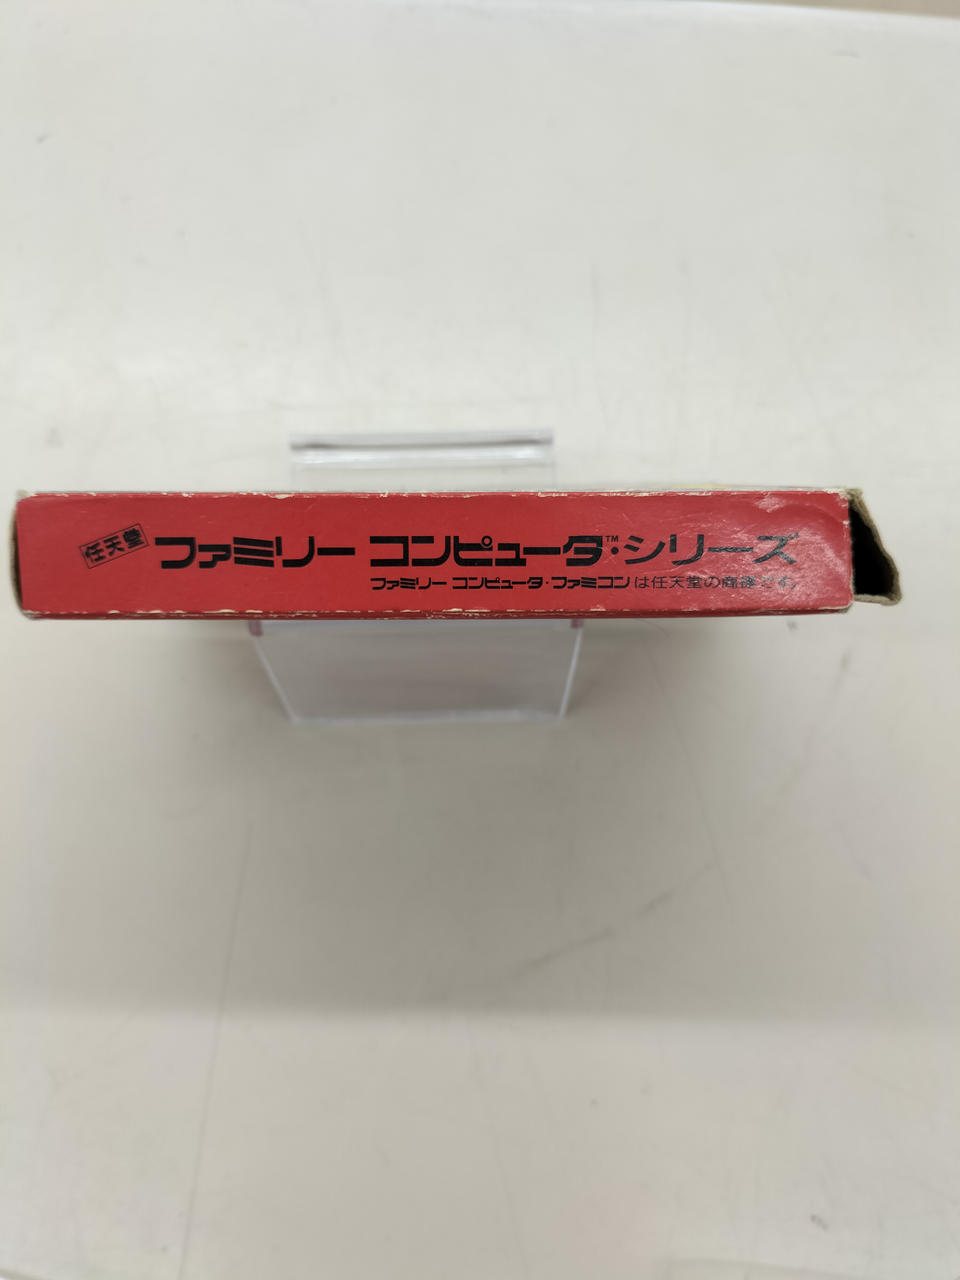 任天堂 ファミリー コンピュータ™・シリーズ
ファミリー コンピュータ・ファミコンは任天堂の商標です。